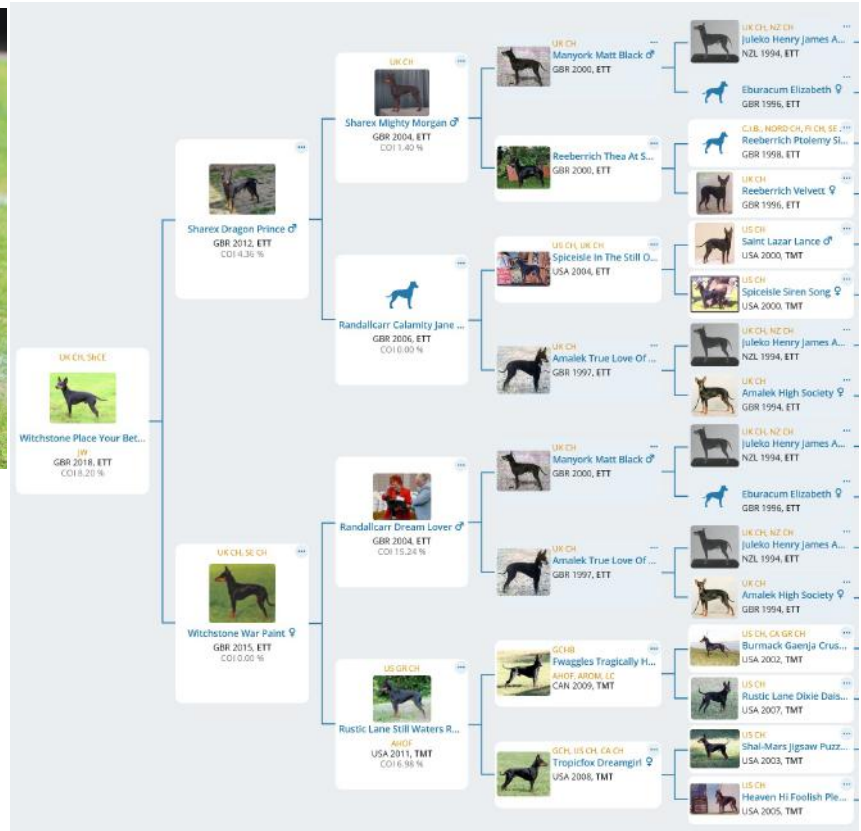 UK CH, ShCE
Witchstone Place Your Bet...
JW
GBR 2018, ETT
COI 8.20 %
Sharex Dragon Prince ♂
GBR 2012, ETT
COI 4.36 %
UK CH, SE CH
Witchstone War Paint ♀
GBR 2015, ETT
COI 0.00 %
UK CH
Sharex Mighty Morgan ♂
GBR 2004, ETT
COI 1.40 %
Randallcarr Calamity Jane ...
GBR 2006, ETT
COI 0.00 %
Randallcarr Dream Lover ♂
GBR 2004, ETT
COI 15.24 %
US GR CH
Rustic Lane Still Waters R...
AHOF
USA 2011, TMT
COI 6.98 %
UK CH
Manyork Matt Black ♂
GBR 2000, ETT
Reeberrich Thea At S...
GBR 2000, ETT
US CH, UK CH
Spiceisle In The Still O...
USA 2004, ETT
UK CH
Amalek True Love Of ...
GBR 1997, ETT
UK CH
Manyork Matt Black ♂
GBR 2000, ETT
UK CH
Amalek True Love Of ...
GBR 1997, ETT
GCHB
Fwaggles Tragically H...
AHOF, AROM, LC
CAN 2009, TMT
GCH, US CH, CA CH
Tropicfox Dreamgirl ♀
USA 2008, TMT
UK CH, NZ CH
Juleko Henry James A...
NZL 1994, ETT
Eburacum Elizabeth ♀
GBR 1996, ETT
C.I.B., NORD CH, FI CH, SE ...
Reeberrich Ptolemy Si...
GBR 1998, ETT
UK CH
Reeberrich Velvett ♀
GBR 1996, ETT
US CH
Saint Lazar Lance ♂
USA 2000, TMT
US CH
Spiceisle Siren Song ♀
USA 2000, TMT
UK CH, NZ CH
Juleko Henry James A...
NZL 1994, ETT
UK CH
Amalek High Society ♀
GBR 1994, ETT
UK CH, NZ CH
Juleko Henry James A...
NZL 1994, ETT
Eburacum Elizabeth ♀
GBR 1996, ETT
UK CH, NZ CH
Juleko Henry James A...
NZL 1994, ETT
UK CH
Amalek High Society ♀
GBR 1994, ETT
US CH, CA GR CH
Burmack Gaenja Crus...
USA 2002, TMT
US CH
Rustic Lane Dixie Dais...
USA 2007, TMT
US CH
Shal-Mars Jigsaw Puzz...
USA 2003, TMT
US CH
Heaven Hi Foolish Ple...
USA 2005, TMT